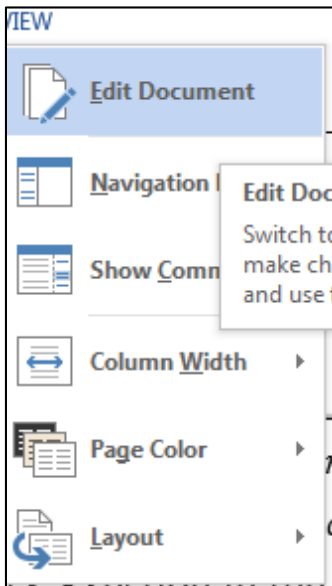 VIEW
Edit Document
Navigation
Edit Doc
Switch to
Show Comm
make ch
and use
Column Width
Page Color
Layout